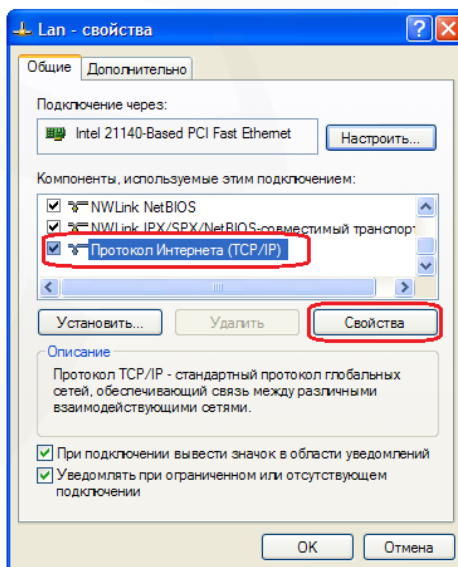 Lan - свойства
Общие
Дополнительно
Подключение через:
Intel 21140-Based PCI Fast Ethernet
Настроить...
Компоненты, используемые этим подключением:
NWLink NetBIOS
NWLink IPX/SPX/NetBIOS-совместимый транспорт
Протокол Интернета (TCP/IP)
Установить...
Удалить
Свойства
Описание
Протокол TCP/IP - стандартный протокол глобальных
сетей, обеспечивающий связь между различными
взаимодействующими сетями.
При подключении вывести значок в области уведомлений
Уведомлять при ограниченном или отсутствующем
подключении
OK
Отмена